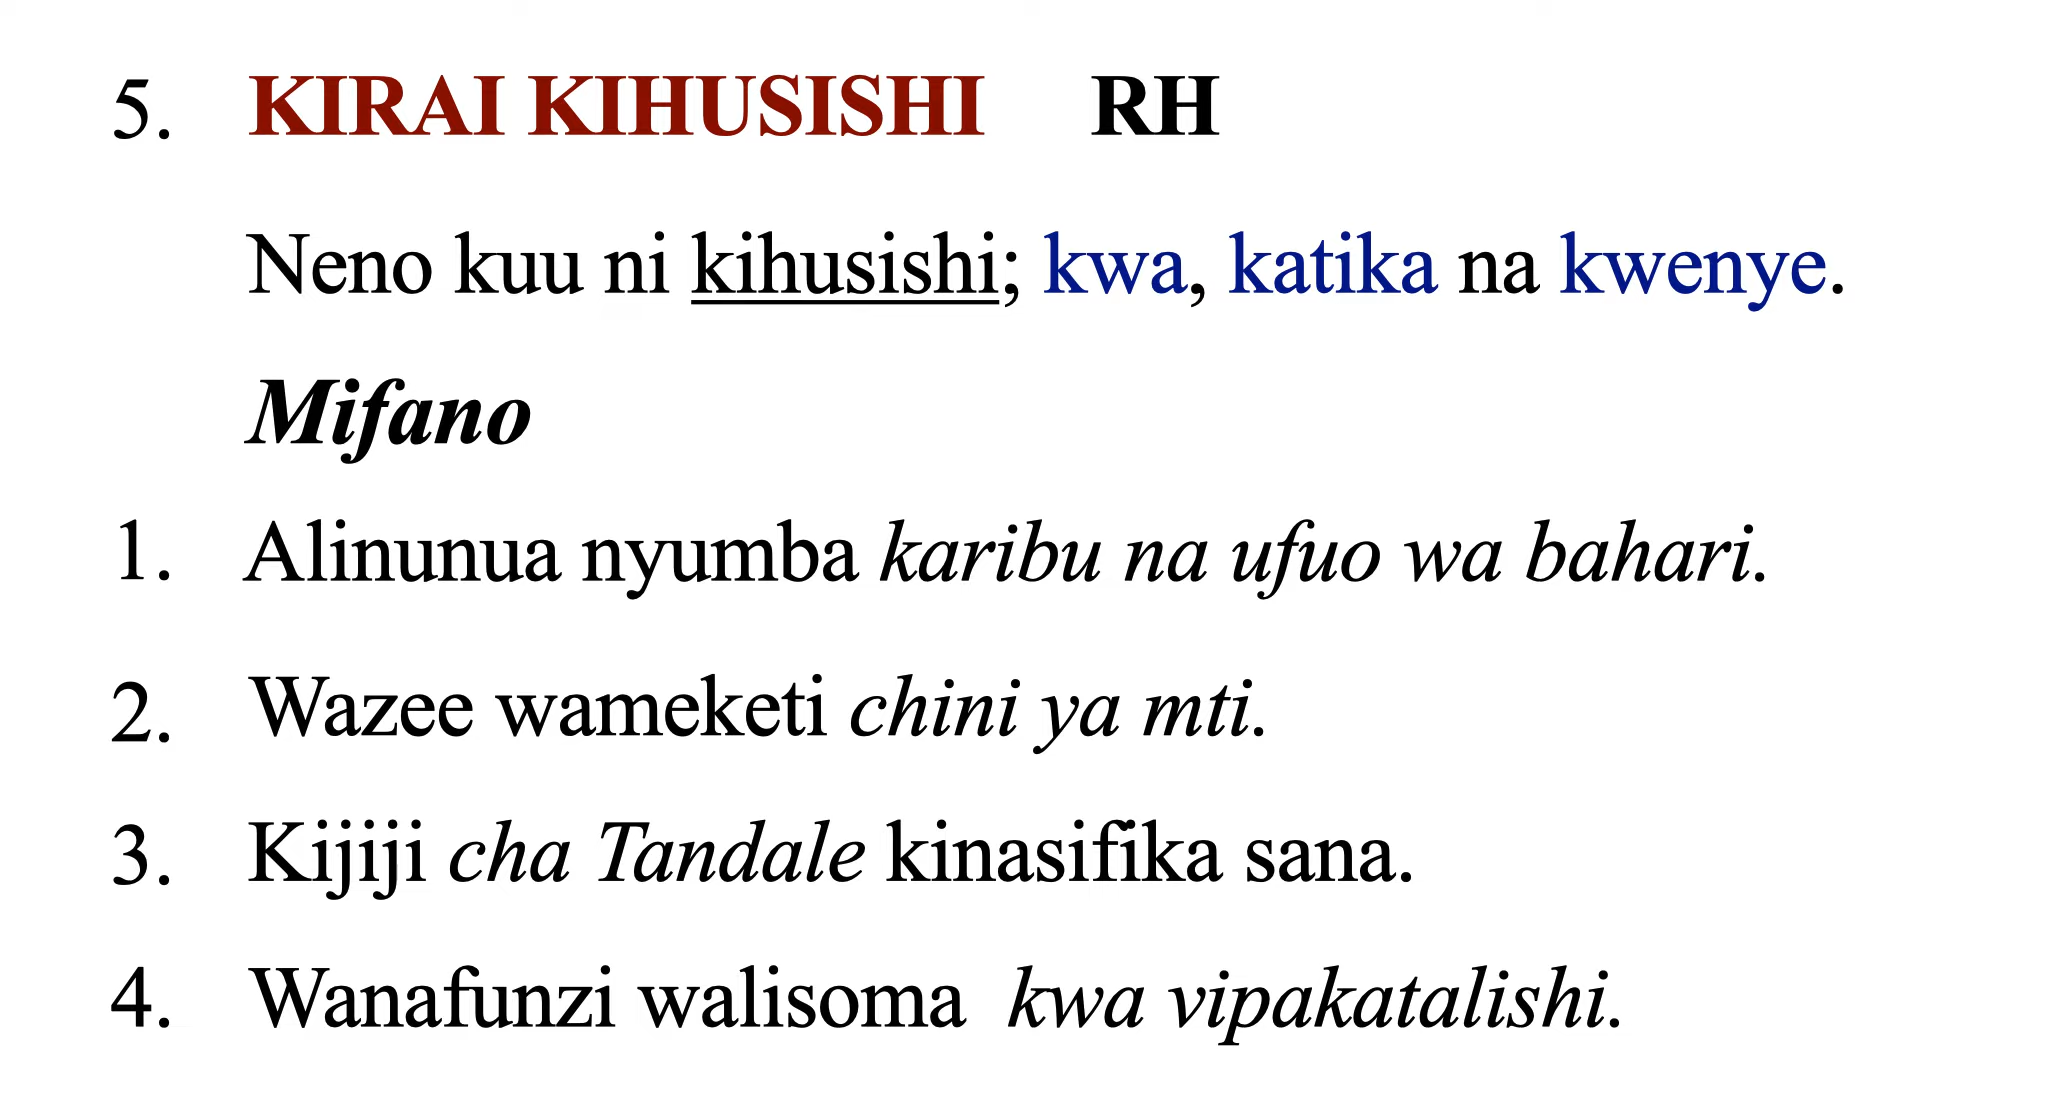 5. KIRAI KIHUSISHI RH
Neno kuu ni kihusishi; kwa, katika na kwenye.
Mifano
1. Alinunua nyumba karibu na ufuo wa bahari.
2. Wazee wameketi chini ya mti.
3. Kijiji cha Tandale kinasifika sana.
4. Wanafunzi walisoma kwa vipakatalishi.